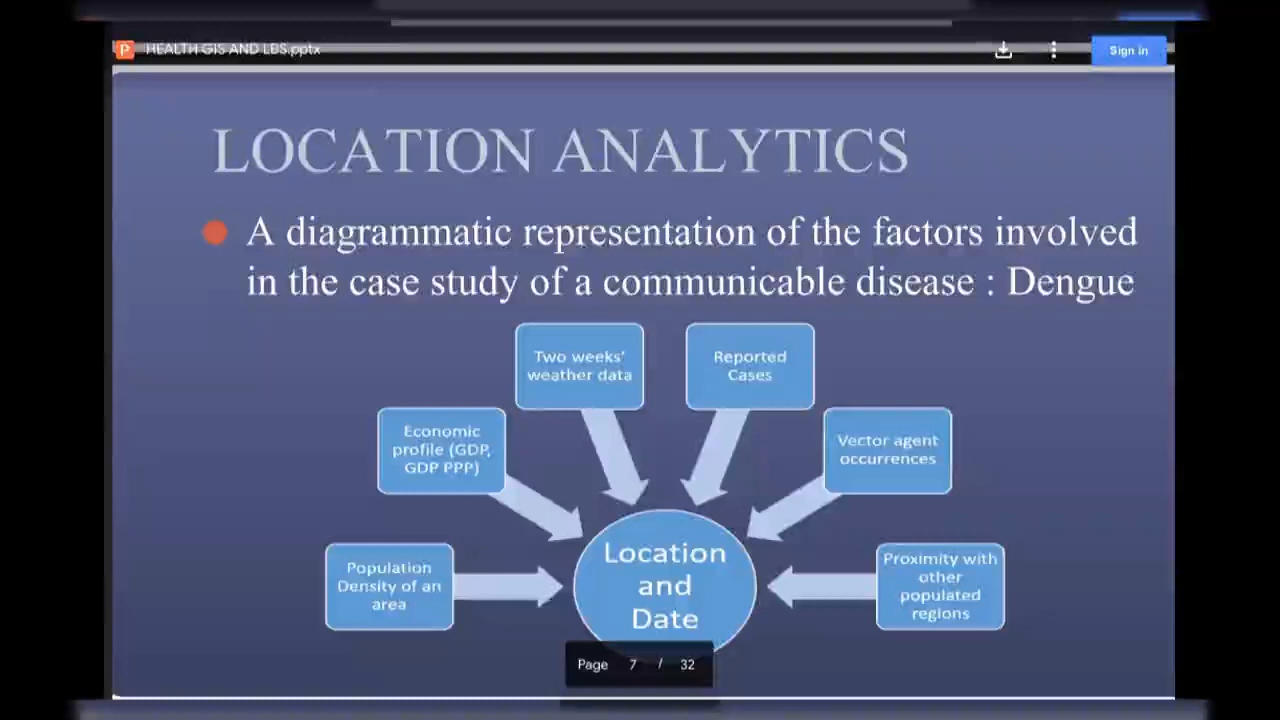 HEALTH GIS AND LBS.pptx
Sign in
LOCATION ANALYTICS
A diagrammatic representation of the factors involved
in the case study of a communicable disease : Dengue
Two weeks'
weather data
Reported
Cases
Economic
profile (GDP,
GDP PPP)
Vector agent
occurrences
Population
Density of an
area
Location
and
Date
Proximity with
other
populated
regions
Page 7 / 32